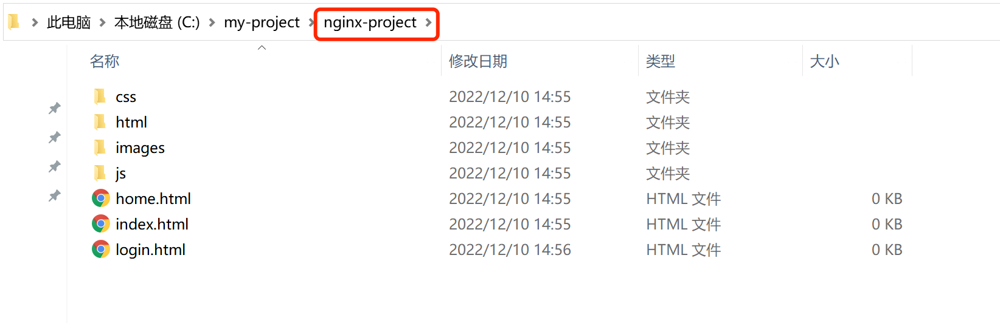 此电脑 本地磁盘 (C:) my-project nginx-project
名称 修改日期 类型 大小
css 2022/12/10 14:55 文件夹
html 2022/12/10 14:55 文件夹
images 2022/12/10 14:55 文件夹
js 2022/12/10 14:55 文件夹
home.html 2022/12/10 14:55 HTML 文件 0 KB
index.html 2022/12/10 14:55 HTML 文件 0 KB
login.html 2022/12/10 14:56 HTML 文件 0 KB